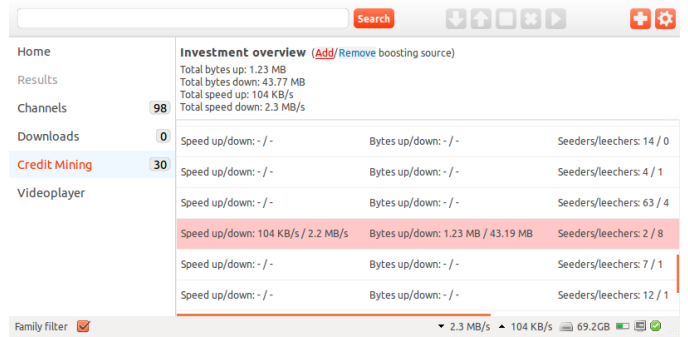 Search
Home
Results
Channels 98
Downloads 0
Credit Mining 30
Videoplayer
Investment overview (Add/Remove boosting source)
Total bytes up: 1.23 MB
Total bytes down: 43.77 MB
Total speed up: 104 KB/s
Total speed down: 2.3 MB/s
Speed up/down: - / - Bytes up/down: - / - Seeders/leechers: 14 / 0
Speed up/down: - / - Bytes up/down: - / - Seeders/leechers: 4 / 1
Speed up/down: - / - Bytes up/down: - / - Seeders/leechers: 63 / 4
Speed up/down: 104 KB/s / 2.2 MB/s Bytes up/down: 1.23 MB / 43.19 MB Seeders/leechers: 2 / 8
Speed up/down: - / - Bytes up/down: - / - Seeders/leechers: 7 / 1
Speed up/down: - / - Bytes up/down: - / - Seeders/leechers: 12 / 1
Family filter 2.3 MB/s 104 KB/s 69.2GB